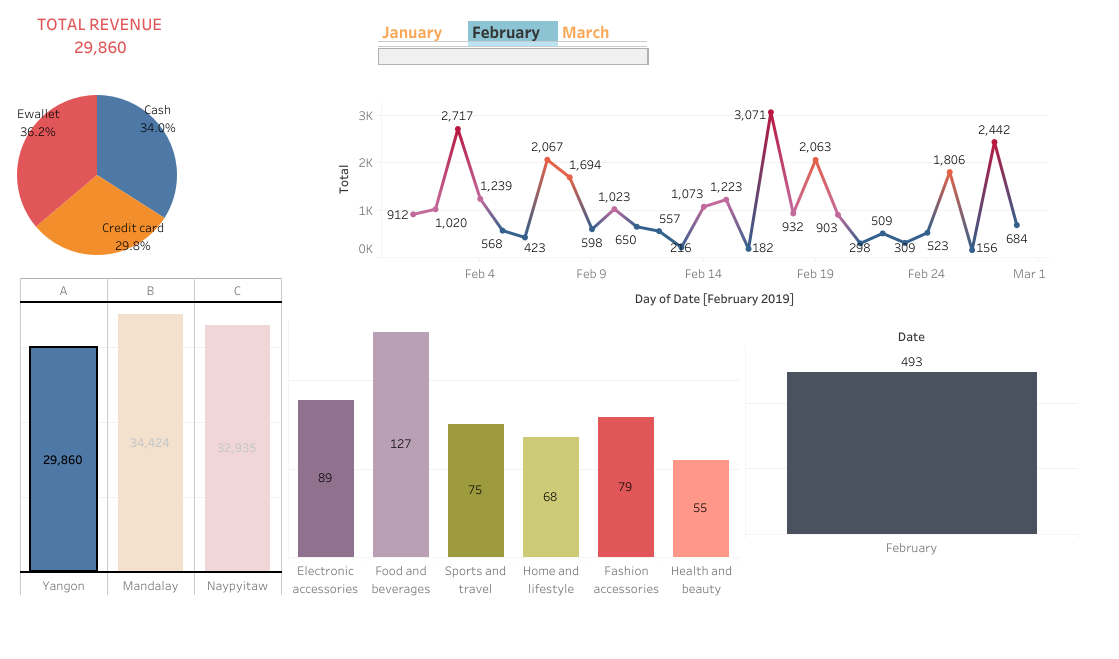 TOTAL REVENUE
29,860
January February March
Ewallet
36.2%
Cash
34.0%
Credit card
29.8%
Total
3K
2K
1K
0K
912
1,020
2,717
1,239
568
423
2,067
1,694
598
1,023
650
557
216
1,073
1,223
182
3,071
932
2,063
903
298
509
309
523
1,806
156
2,442
684
Feb 4 Feb 9 Feb 14 Feb 19 Feb 24 Mar 1
Day of Date [February 2019]
A B C
29,860
34,424
32,935
Yangon Mandalay Naypyitaw
89
127
75
68
79
55
Electronic
accessories
Food and
beverages
Sports and
travel
Home and
lifestyle
Fashion
accessories
Health and
beauty
Date
493
February